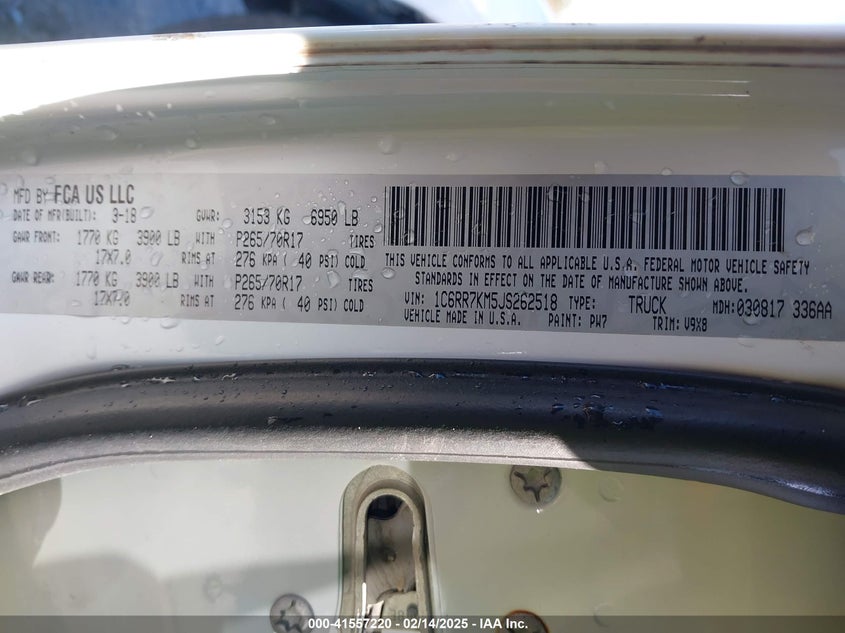 MFD BY FCA US LLC
DATE OF MFR(BUILT): 3-18 GVWR: 3153 KG 6950 LB
GAWR FRONT: 1770 KG 3900 LB WITH P265/70R17 TIRES
17X7.0 RIMS AT 276 KPA ( 40 PSI) COLD
GAWR REAR: 1770 KG 3900 LB WITH P265/70R17 TIRES
17X7.0 RIMS AT 276 KPA ( 40 PSI) COLD
THIS VEHICLE CONFORMS TO ALL APPLICABLE U.S.A. FEDERAL MOTOR VEHICLE SAFETY
STANDARDS IN EFFECT ON THE DATE OF MANUFACTURE SHOWN ABOVE.
VIN: 1C6RR7KM5JS262518 TYPE: TRUCK MDH:030817 336AA
VEHICLE MADE IN U.S.A. PAINT: PW7 TRIM: V9X8
000-41557220 - 02/14/2025 - IAAI.COM